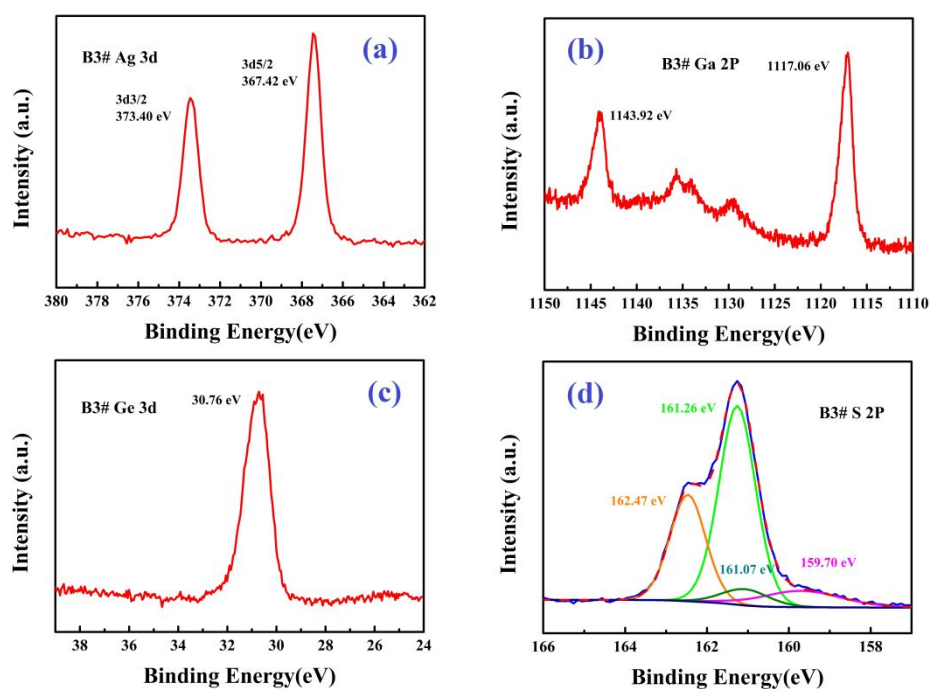 (a)
B3# Ag 3d
3d5/2
367.42 eV
3d3/2
373.40 eV
Intensity (a.u.)
380 378 376 374 372 370 368 366 364 362
Binding Energy(eV)
(b)
B3# Ga 2P
1117.06 eV
1143.92 eV
Intensity (a.u.)
1150 1145 1140 1135 1130 1125 1120 1115 1110
Binding Energy(eV)
(c)
B3# Ge 3d
30.76 eV
Intensity (a.u.)
38 36 34 32 30 28 26 24
Binding Energy(eV)
(d)
161.26 eV
B3# S 2P
162.47 eV
161.07 eV
159.70 eV
Intensity (a.u.)
166 164 162 160 158
Binding Energy(eV)